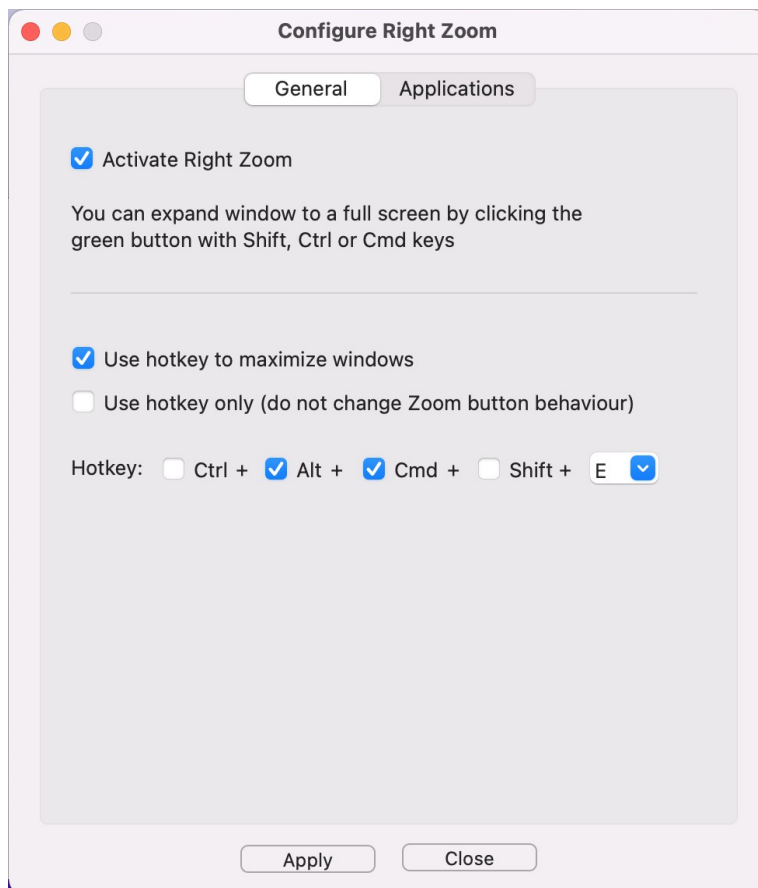 Configure Right Zoom
General Applications
Activate Right Zoom
You can expand window to a full screen by clicking the
green button with Shift, Ctrl or Cmd keys
Use hotkey to maximize windows
Use hotkey only (do not change Zoom button behaviour)
Hotkey: Ctrl + Alt + Cmd + Shift + E
Apply Close